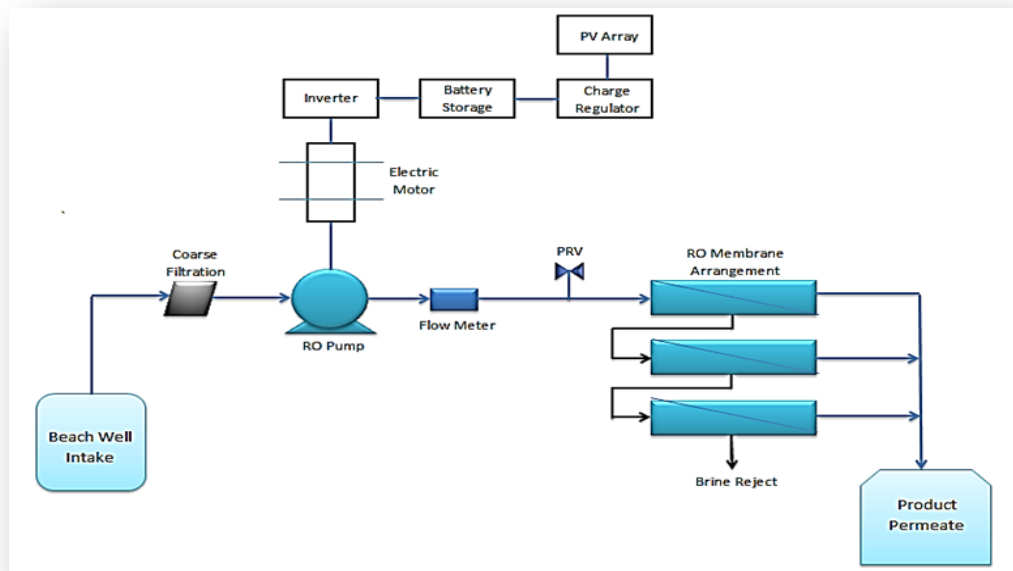 PV Array
Inverter
Battery
Storage
Charge
Regulator
Electric
Motor
Coarse
Filtration
PRV
RO Membrane
Arrangement
Flow Meter
RO Pump
Beach Well
Intake
Brine Reject
Product
Permeate